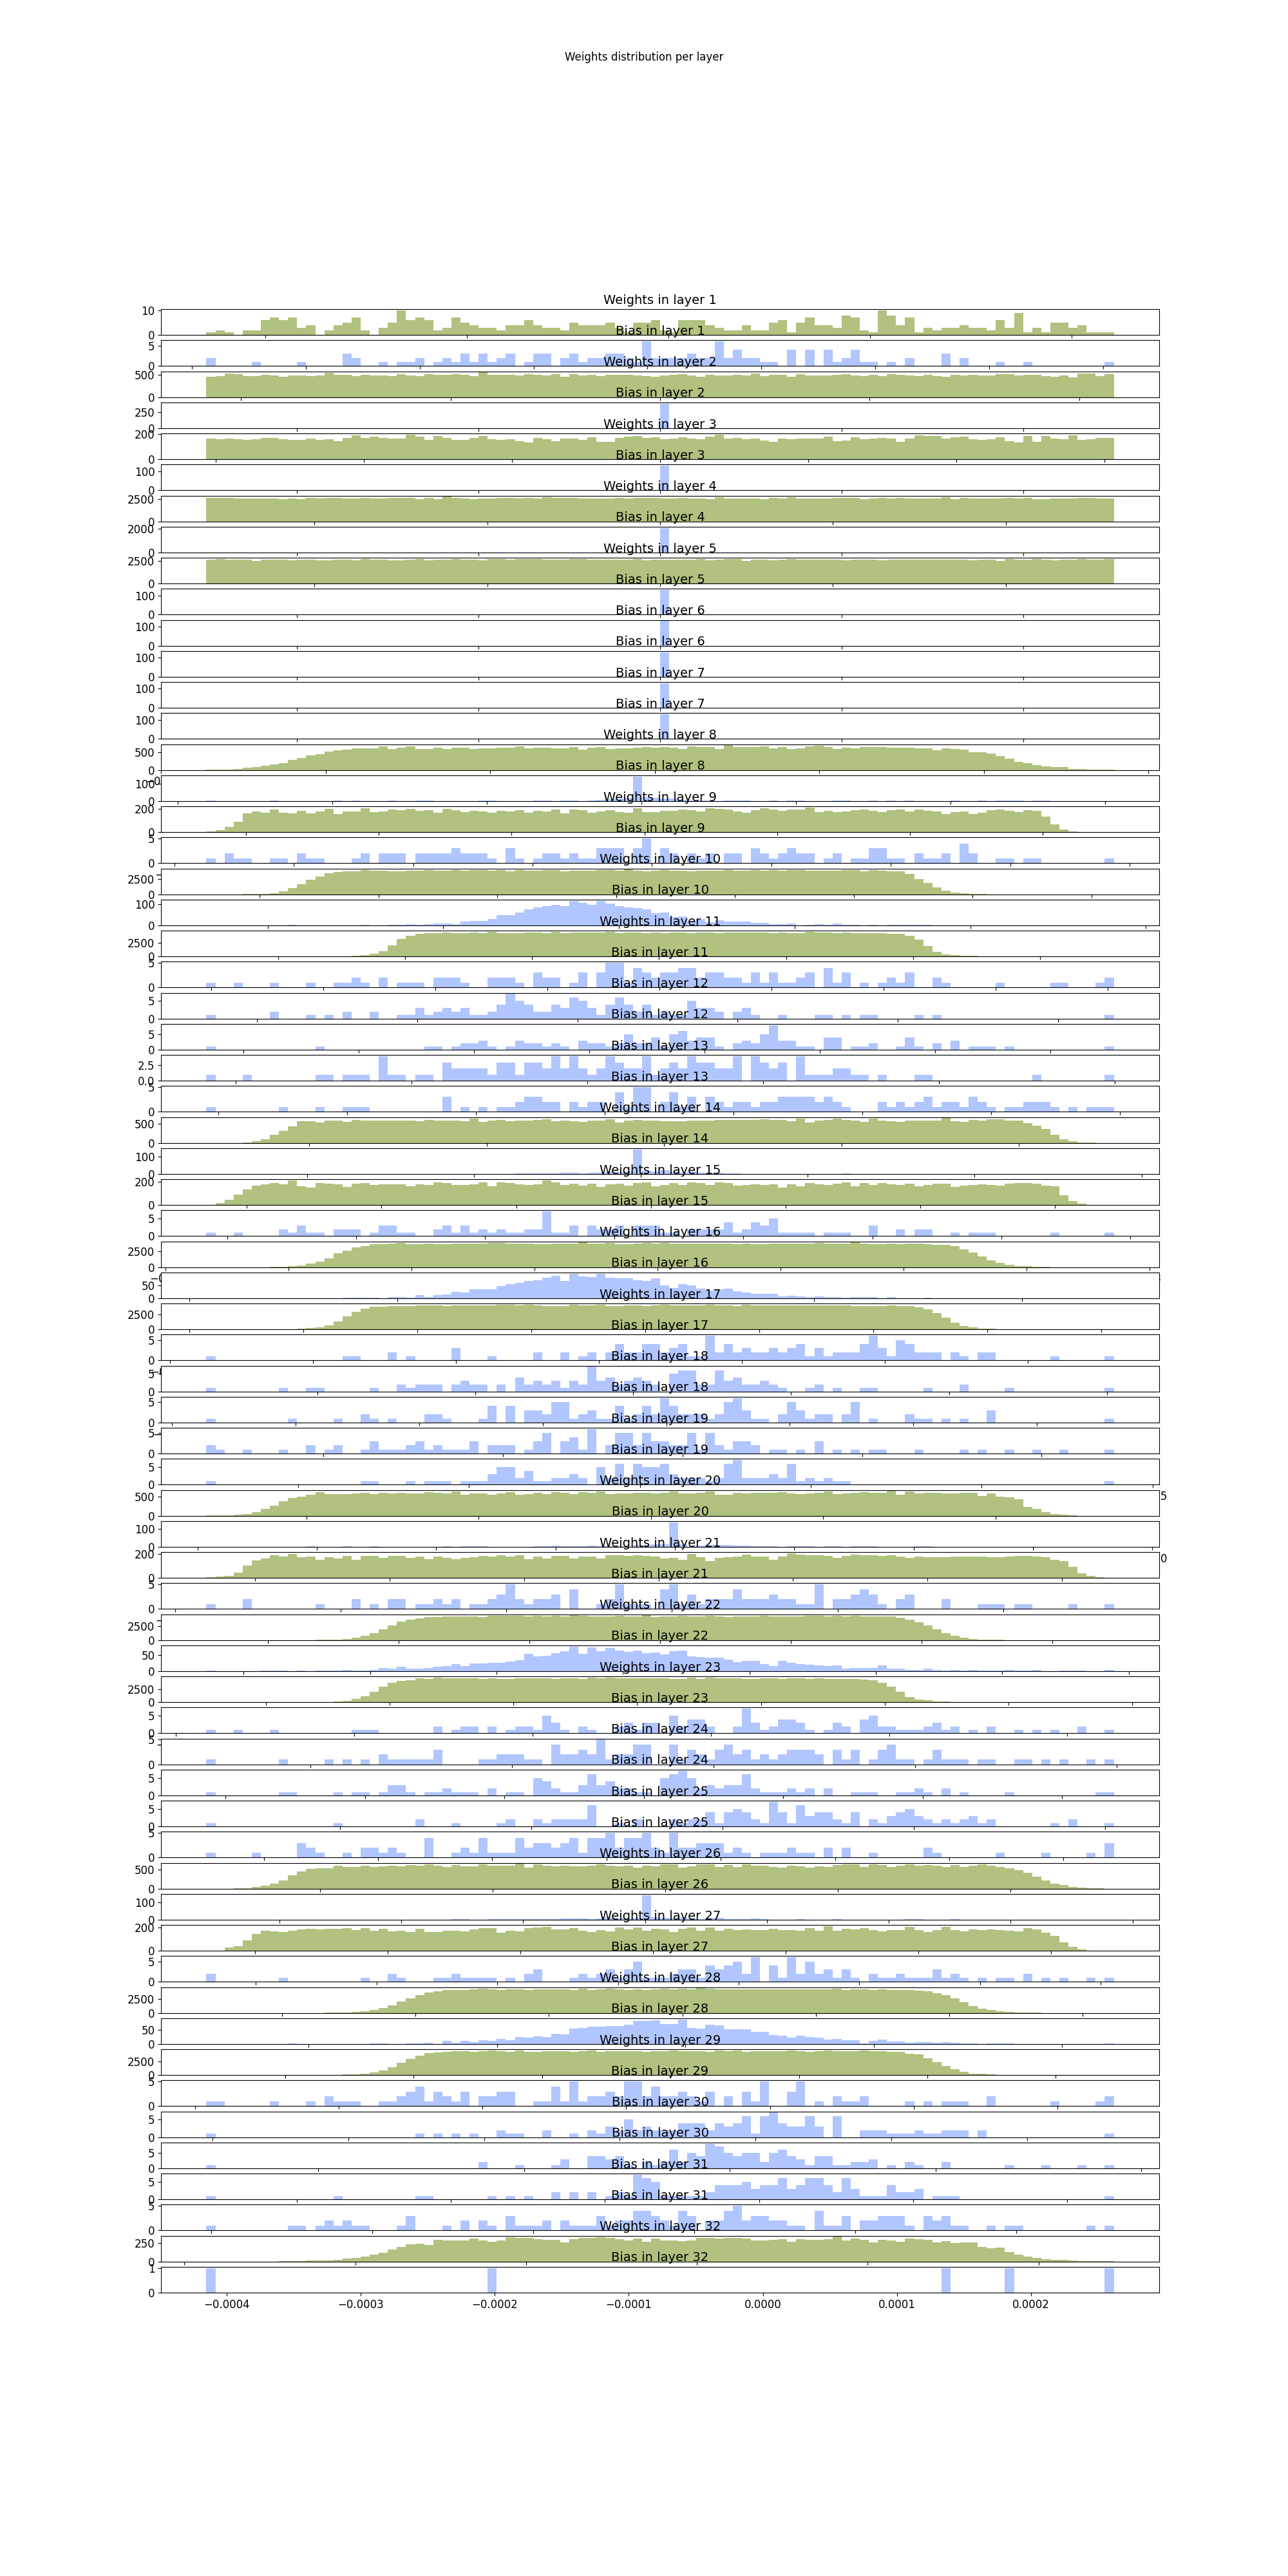 Weights distribution per layer
Weights in layer 1
10
0
Bias in layer 1
5
0
Weights in layer 2
500
0
Bias in layer 2
250
0
Weights in layer 3
200
0
Bias in layer 3
100
0
Weights in layer 4
2500
0
Bias in layer 4
2000
0
Weights in layer 5
2500
0
Bias in layer 5
100
0
Bias in layer 6
100
0
Bias in layer 6
100
0
Bias in layer 7
100
0
Bias in layer 7
100
0
Weights in layer 8
500
0
Bias in layer 8
100
0
Weights in layer 9
200
0
Bias in layer 9
5
0
Weights in layer 10
2500
0
Bias in layer 10
100
0
Weights in layer 11
2500
0
Bias in layer 11
5
0
Bias in layer 12
5
0
Bias in layer 12
5
0
Bias in layer 13
2.5
0.0
Bias in layer 13
5
0
Weights in layer 14
500
0
Bias in layer 14
100
0
Weights in layer 15
200
0
Bias in layer 15
5
0
Weights in layer 16
2500
0
Bias in layer 16
50
0
Weights in layer 17
2500
0
Bias in layer 17
5
0
Bias in layer 18
5
0
Bias in layer 18
5
0
Bias in layer 19
5
0
Bias in layer 19
5
0
Weights in layer 20
500
0
5
Bias in layer 20
100
0
Weights in layer 21
200
0
0
Bias in layer 21
5
0
Weights in layer 22
2500
0
Bias in layer 22
50
0
Weights in layer 23
2500
0
Bias in layer 23
5
0
Bias in layer 24
5
0
Bias in layer 24
5
0
Bias in layer 25
5
0
Bias in layer 25
5
0
Weights in layer 26
500
0
Bias in layer 26
100
0
Weights in layer 27
200
0
Bias in layer 27
5
0
Weights in layer 28
2500
0
Bias in layer 28
50
0
Weights in layer 29
2500
0
Bias in layer 29
5
0
Bias in layer 30
5
0
Bias in layer 30
5
0
Bias in layer 31
5
0
Bias in layer 31
5
0
Weights in layer 32
250
0
Bias in layer 32
1
0
−0.0004 −0.0003 −0.0002 −0.0001 0.0000 0.0001 0.0002